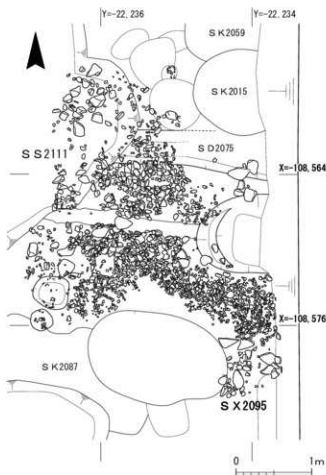 Y=-22,236
Y=-22,234
SK2059
SK2015
SS2111
SD2075
X=-108,564
X=-108,576
SK2087
SX2095
0 1m